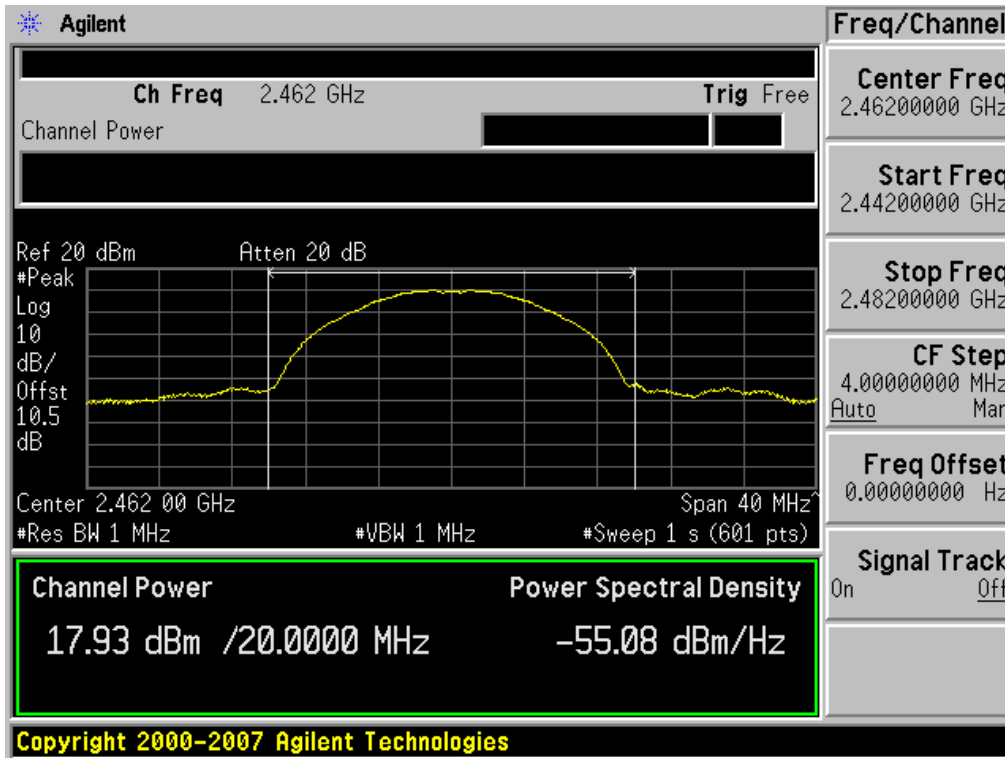 Agilent
Freq/Channel
Ch Freq 2.462 GHz Trig Free
Channel Power
Center Freq
2.46200000 GHz
Start Freq
2.44200000 GHz
Stop Freq
2.48200000 GHz
CF Step
4.00000000 MHz
Auto Man
Freq Offset
0.00000000 Hz
Signal Track
On Off
Ref 20 dBm Atten 20 dB
#Peak
Log
10
dB/
Offst
10.5
dB
Center 2.462 00 GHz Span 40 MHz^
#Res BW 1 MHz #VBW 1 MHz #Sweep 1 s (601 pts)
Channel Power Power Spectral Density
17.93 dBm /20.0000 MHz -55.08 dBm/Hz
Copyright 2000-2007 Agilent Technologies